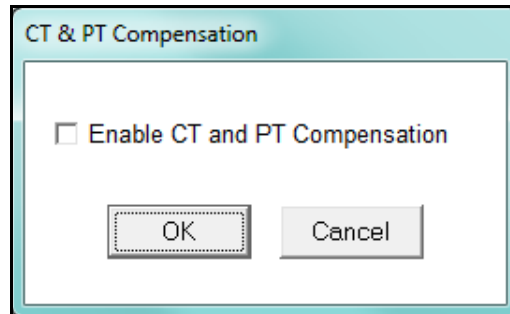 CT & PT Compensation
Enable CT and PT Compensation
OK
Cancel